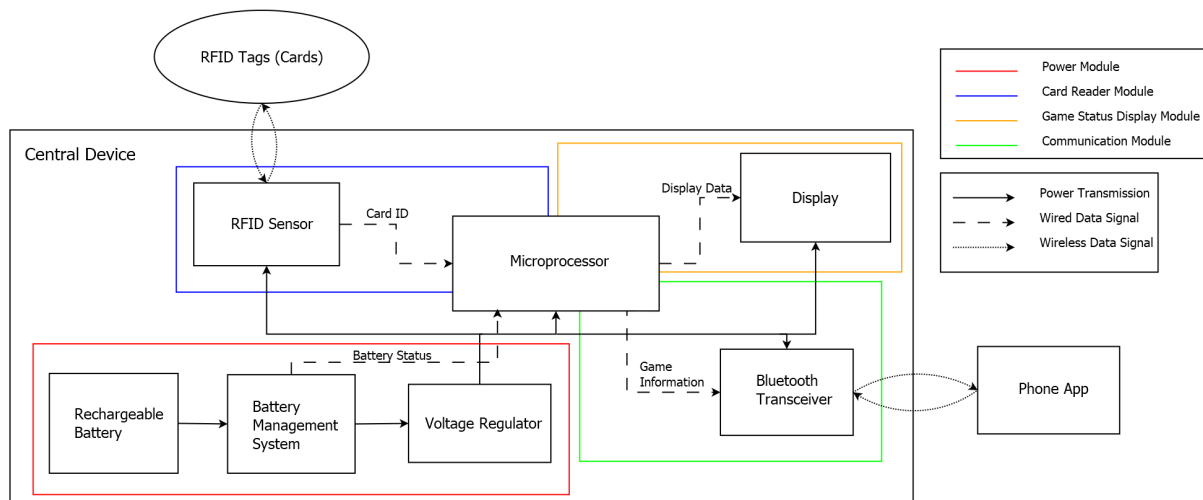 RFID Tags (Cards)
Power Module
Card Reader Module
Game Status Display Module
Communication Module
Central Device
Power Transmission
Wired Data Signal
Wireless Data Signal
RFID Sensor
Card ID
Microprocessor
Display Data
Display
Battery Status
Rechargeable
Battery
Battery
Management
System
Voltage Regulator
Game
Information
Bluetooth
Transceiver
Phone App